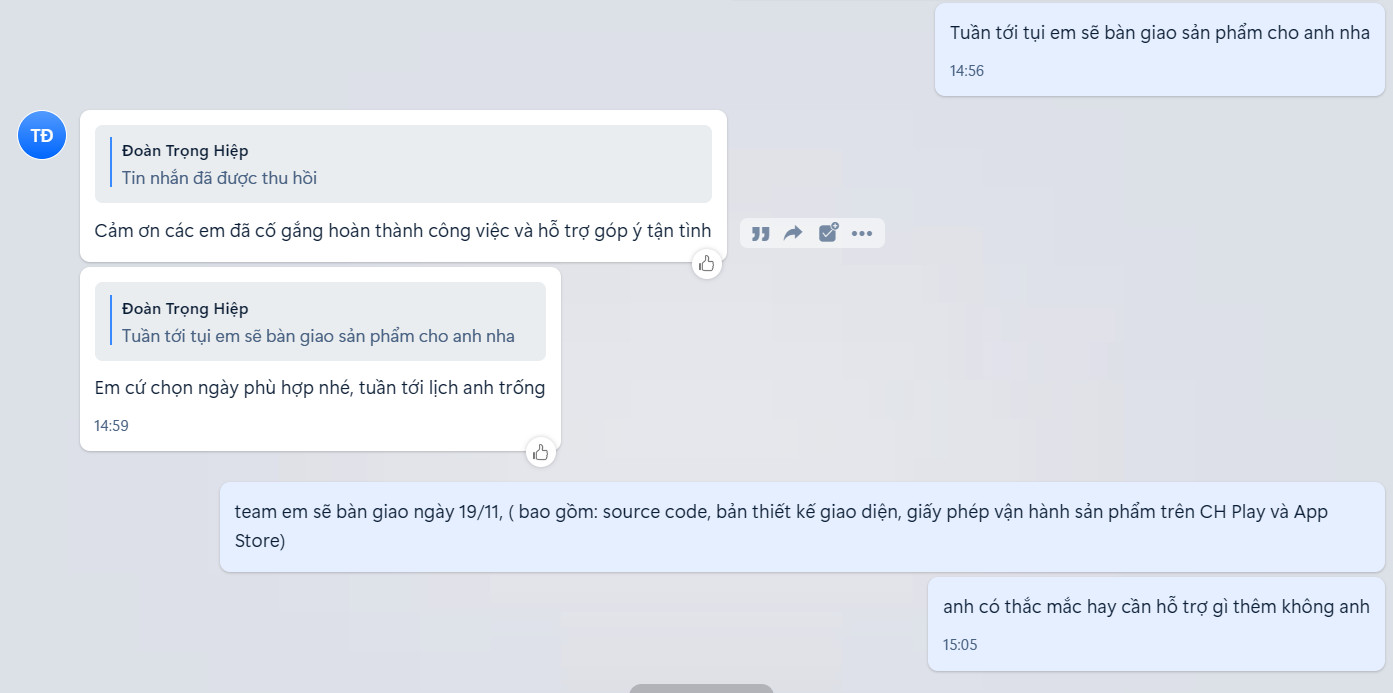 Tuần tới tụi em sẽ bàn giao sản phẩm cho anh nha
14:56
TĐ
Đoàn Trọng Hiệp
Tin nhắn đã được thu hồi
Cảm ơn các em đã cố gắng hoàn thành công việc và hỗ trợ góp ý tận tình
Đoàn Trọng Hiệp
Tuần tới tụi em sẽ bàn giao sản phẩm cho anh nha
Em cứ chọn ngày phù hợp nhé, tuần tới lịch anh trống
14:59
team em sẽ bàn giao ngày 19/11, ( bao gồm: source code, bản thiết kế giao diện, giấy phép vận hành sản phẩm trên CH Play và App
Store)
anh có thắc mắc hay cần hỗ trợ gì thêm không anh
15:05